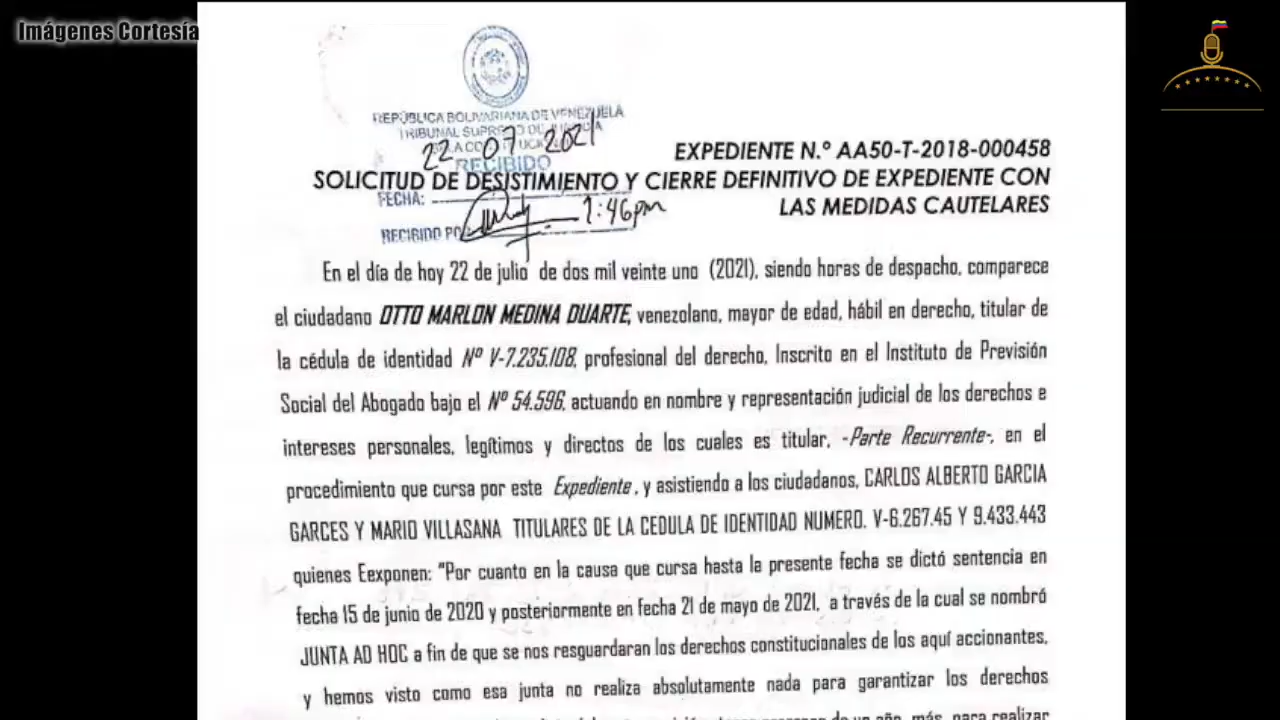 Imágenes Cortesía
REPÚBLICA BOLIVARIANA DE VENEZUELA
TRIBUNAL SUPREMO DE JUSTICIA
22 07 2021
RECIBIDO
EXPEDIENTE N.º AA50-T-2018-000458
SOLICITUD DE DESISTIMIENTO Y CIERRE DEFINITIVO DE EXPEDIENTE CON
FECHA:
LAS MEDIDAS CAUTELARES
1:46pm
RECIBIDO PO
En el día de hoy 22 de julio de dos mil veinte uno (2021), siendo horas de despacho, comparece
el ciudadano OTTO MARLON MEDINA DUARTE, venezolano, mayor de edad, hábil en derecho, titular de
la cédula de identidad Nº V-7.235.108, profesional del derecho, Inscrito en el Instituto de Previsión
Social del Abogado bajo el Nº 54.596, actuando en nombre y representación judicial de los derechos e
intereses personales, legítimos y directos de los cuales es titular, -Parte Recurrente-, en el
procedimiento que cursa por este Expediente, y asistiendo a los ciudadanos, CARLOS ALBERTO GARCIA
GARCES Y MARIO VILLASANA TITULARES DE LA CEDULA DE IDENTIDAD NUMERO. V-6.267.45 Y 9.433.443
quienes Eexponen: "Por cuanto en la causa que cursa hasta la presente fecha se dictó sentencia en
fecha 15 de junio de 2020 y posteriormente en fecha 21 de mayo de 2021, a través de la cual se nombró
JUNTA AD HOC a fin de que se nos resguardaran los derechos constitucionales de los aquí accionantes,
y hemos visto como esa junta no realiza absolutamente nada para garantizar los derechos
de un año, más, para realizar